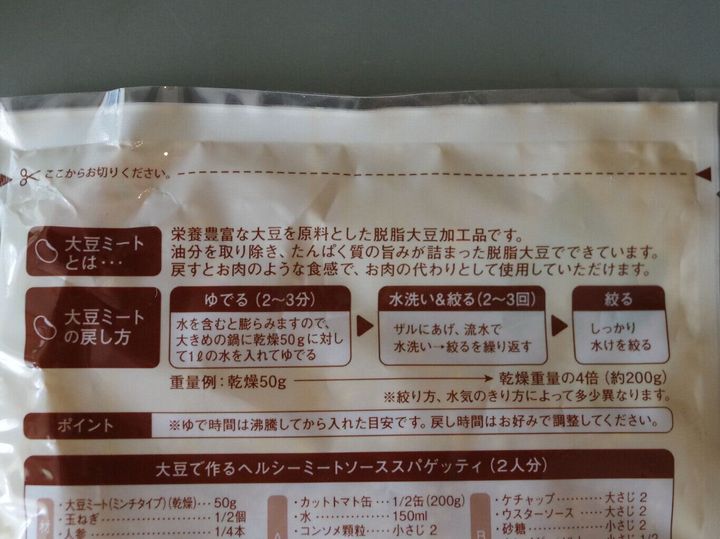 ここからお切りください。
大豆ミート
とは・・・
栄養豊富な大豆を原料とした脱脂大豆加工品です。
油分を取り除き、たんぱく質の旨みが詰まった脱脂大豆でできています。
戻すとお肉のような食感で、お肉の代わりとして使用していただけます。
大豆ミート
の戻し方
ゆでる（2〜3分）
水を含むと膨らみますので、
大きめの鍋に乾燥50gに対し
て1ℓの水を入れてゆでる
水洗い&絞る（2〜3回）
ザルにあげ、流水で
水洗い→絞るを繰り返す
絞る
しっかり
水けを絞る
重量例：乾燥50g
乾燥重量の4倍（約200g）
※絞り方、水気のきり方によって多少異なります。
ポイント
※ゆで時間は沸騰してから入れた目安です。戻し時間はお好みで調整してください。
大豆で作るヘルシーミートソーススパゲッティ（2人分）
・大豆ミート（ミンチタイプ）（乾燥）…50g
・玉ねぎ……………………1/2個
・人参………………………1/4本
材
・カットトマト缶…1/2缶（200g）
・水……………150ml
・コンソメ顆粒……小さじ2
A
・ケチャップ…………大さじ2
・ウスターソース……大さじ2
・砂糖…………………小さじ2
B